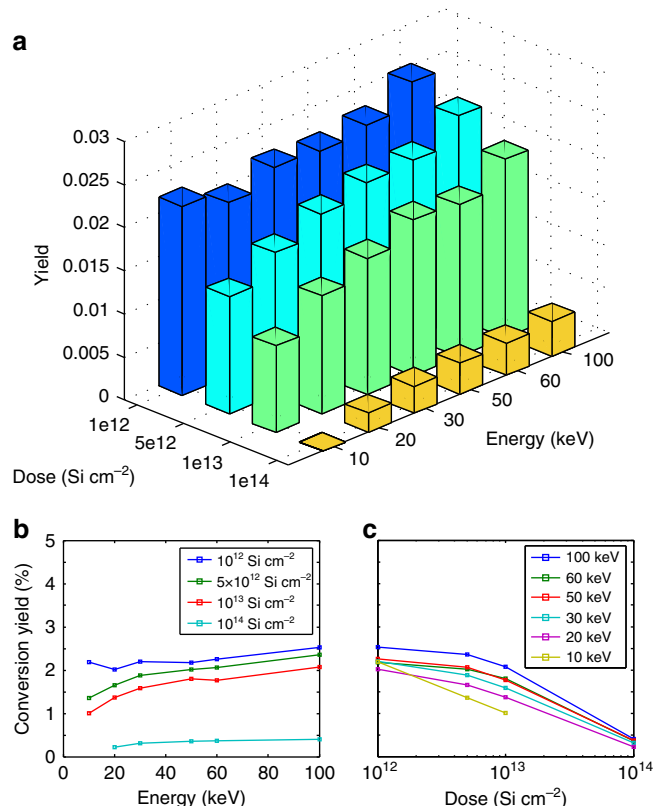 a
0.03
0.025
0.02
0.015
0.01
0.005
0
Yield
1e12
5e12
1e13
1e14
Dose (Si cm⁻²)
10
20
30
50
60
100
Energy (keV)
b
5
4
3
2
1
0
Conversion yield (%)
10¹² Si cm⁻²
5×10¹² Si cm⁻²
10¹³ Si cm⁻²
10¹⁴ Si cm⁻²
0 20 40 60 80 100
Energy (keV)
c
100 keV
60 keV
50 keV
30 keV
20 keV
10 keV
10¹² 10¹³ 10¹⁴
Dose (Si cm⁻²)